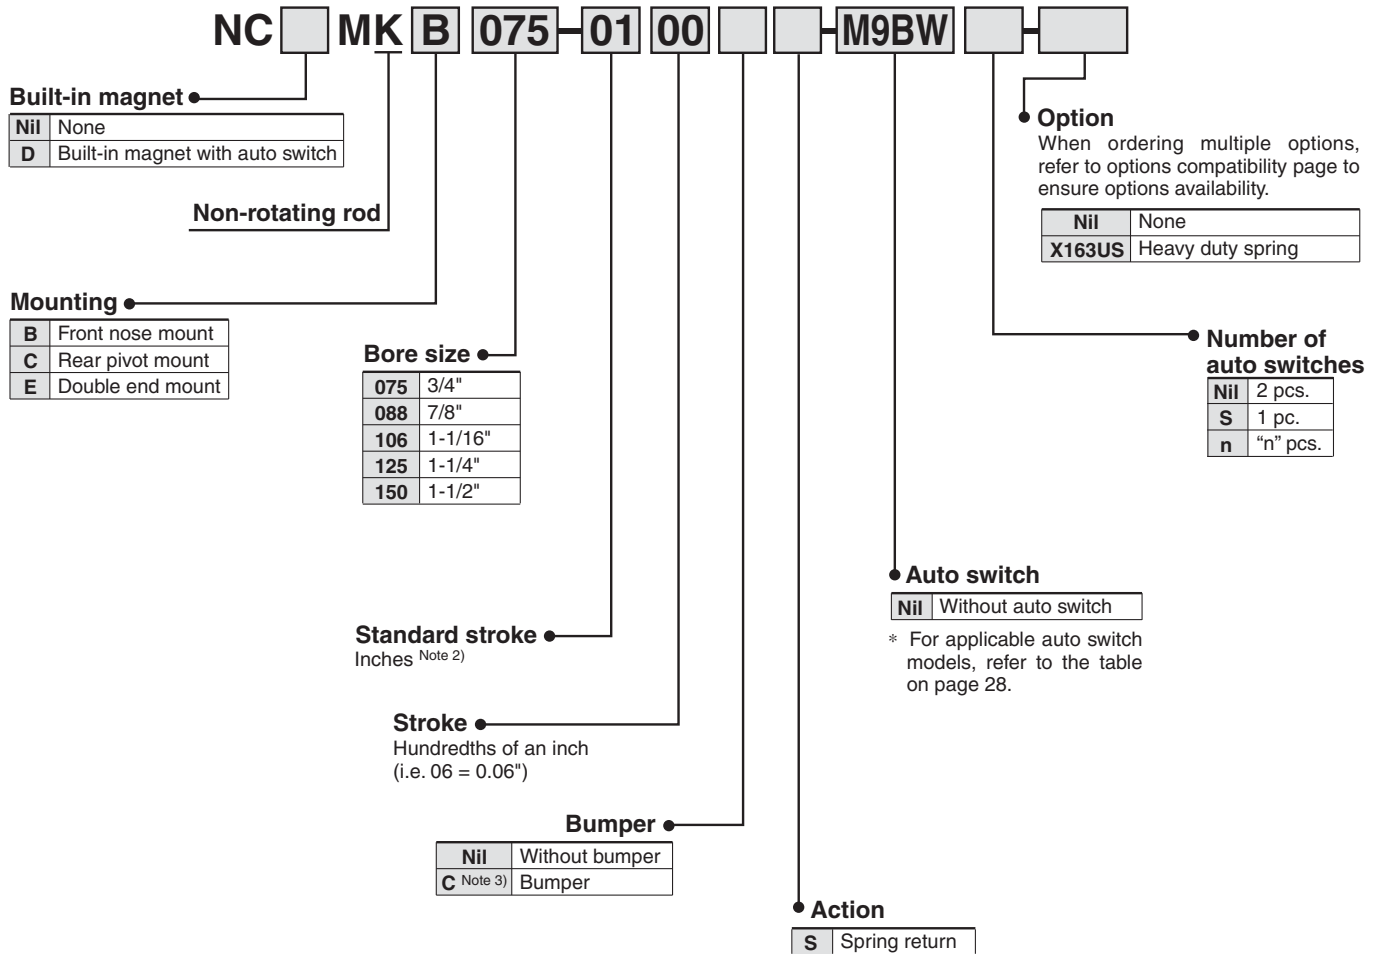 NC MK B 075-01 00 -M9BW -
Built-in magnet
Nil None
D Built-in magnet with auto switch
Non-rotating rod
Mounting
B Front nose mount
C Rear pivot mount
E Double end mount
Bore size
075 3/4"
088 7/8"
106 1-1/16"
125 1-1/4"
150 1-1/2"
Standard stroke
Inches Note 2)
Stroke
Hundredths of an inch
(i.e. 06 = 0.06")
Bumper
Nil Without bumper
C Note 3) Bumper
Action
S Spring return
Auto switch
Nil Without auto switch
* For applicable auto switch
models, refer to the table
on page 28.
Number of
auto switches
Nil 2 pcs.
S 1 pc.
n “n” pcs.
Option
When ordering multiple options,
refer to options compatibility page to
ensure options availability.
Nil None
X163US Heavy duty spring